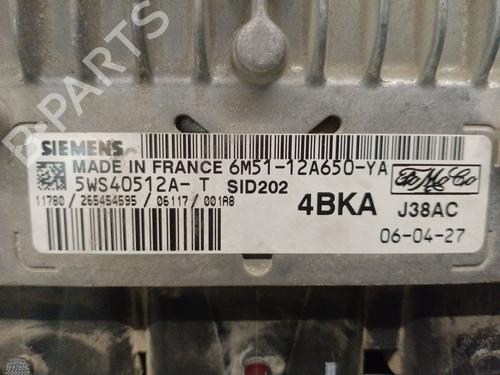 B-PARTS
SIEMENS
MADE IN FRANCE 6M51-12A650-YA
5WS40512A- T SID202
11780 / 265454595 / 06117 / 001A8
4BKA J38AC
FoMoCo
06-04-27